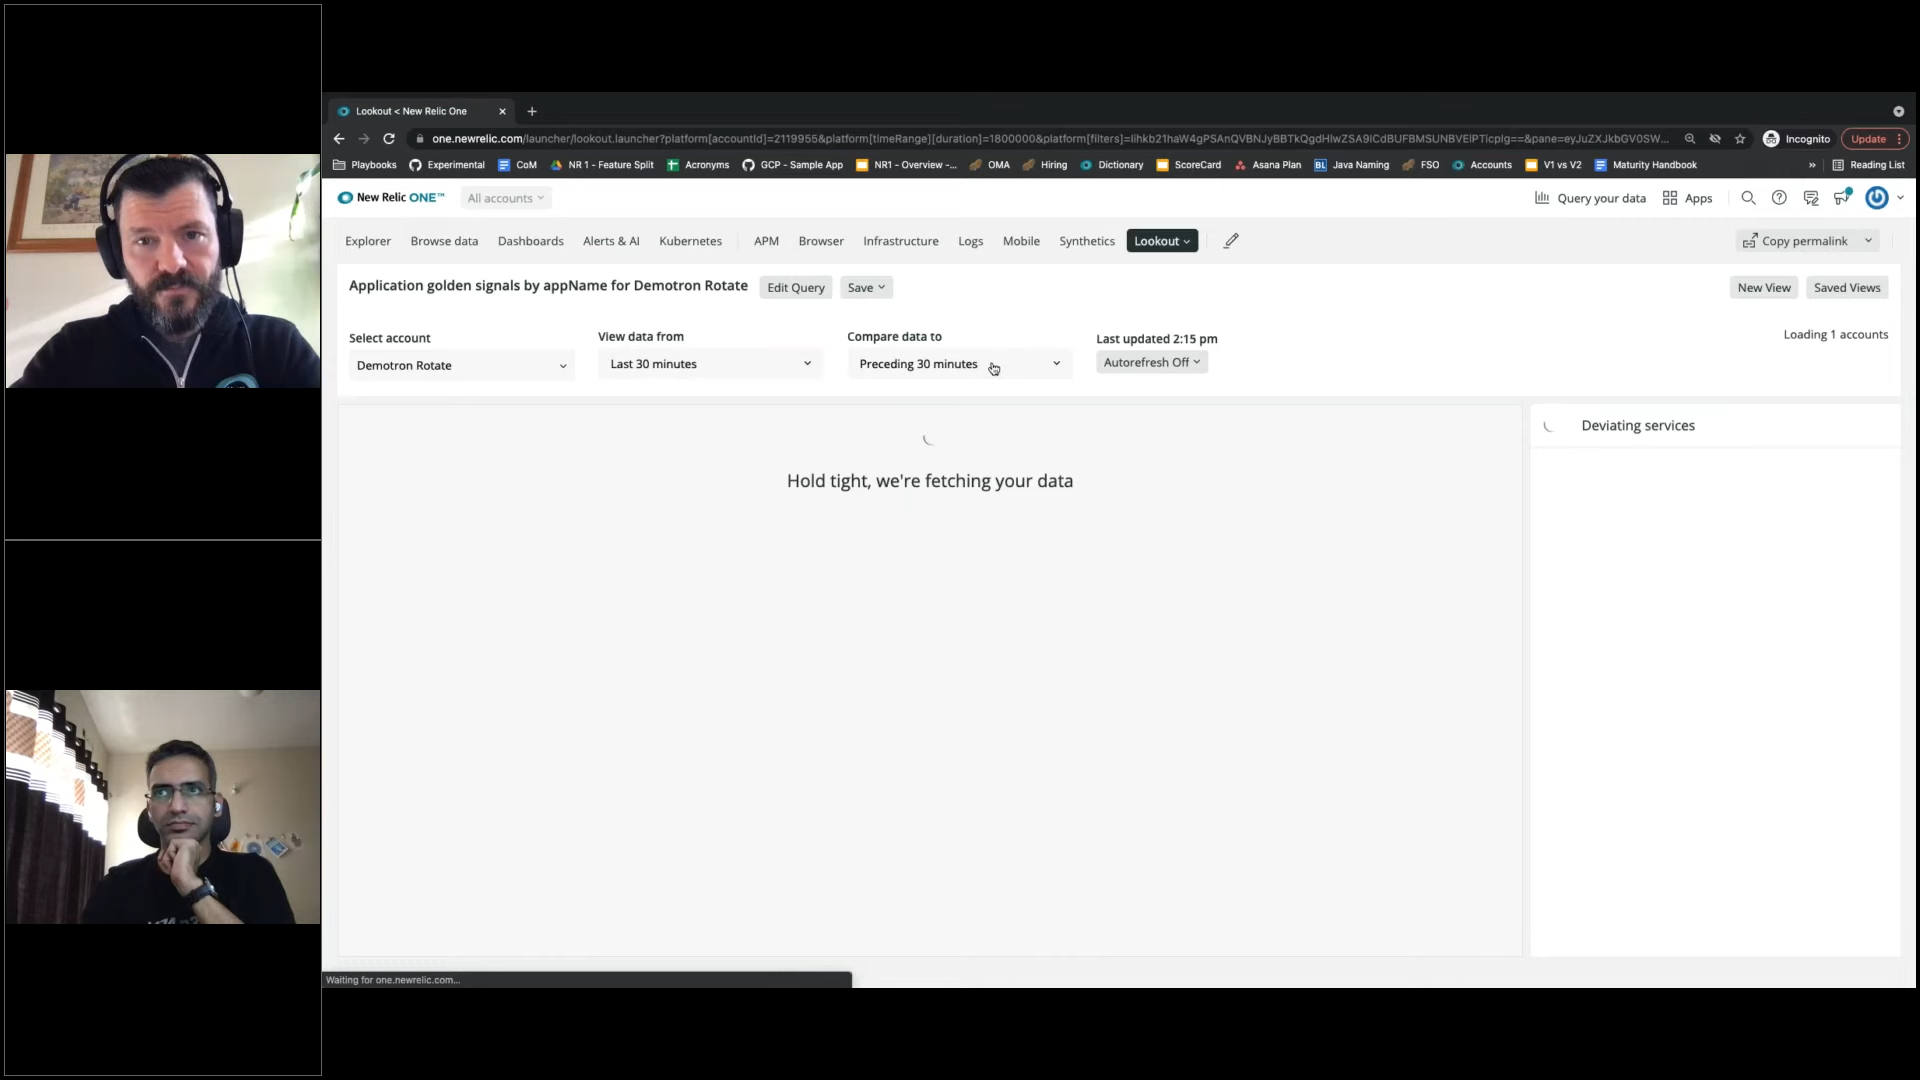 Lookout < New Relic One
one.newrelic.com/launcher/lookout.launcher?platform[accountId]=2119955&platform[timeRange][duration]=1800000&platform[filters]=
Incognito
Update
Playbooks
Experimental
CoM
NR 1 - Feature Split
Acronyms
GCP - Sample App
NR1 - Overview -...
OMA
Hiring
Dictionary
ScoreCard
Asana Plan
BL
Java Naming
FSO
Accounts
V1 vs V2
Maturity Handbook
»
Reading List
New Relic ONE™
All accounts
Query your data
Apps
Explorer
Browse data
Dashboards
Alerts & AI
Kubernetes
APM
Browser
Infrastructure
Logs
Mobile
Synthetics
Lookout
Copy permalink
Application golden signals by appName for Demotron Rotate
Edit Query
Save
New View
Saved Views
Select account
View data from
Compare data to
Last updated 2:15 pm
Loading 1 accounts
Demotron Rotate
Last 30 minutes
Preceding 30 minutes
Autorefresh Off
Deviating services
Hold tight, we're fetching your data
Waiting for one.newrelic.com...